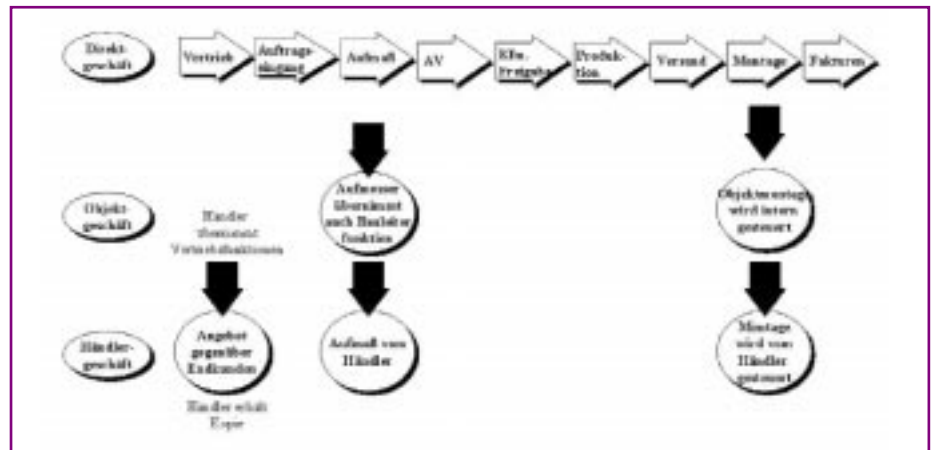 Direkt-
geschäft
Vertrieb
Auftrags-
eingang
Aufmaß
AV
Kfm.
Freigabe
Produk-
tion
Versand
Montage
Fakturen
Objekt-
geschäft
Händler
übernimmt
Vertriebsfunktionen
Aufmesser
übernimmt
auch Bauleiter
funktion
Objektmontage
wird intern
gesteuert
Händler-
geschäft
Angebot
gegenüber
Endkunden
Händler erhält
Aufmaß vom
Händler
Montage
wird vom
Händler
gesteuert